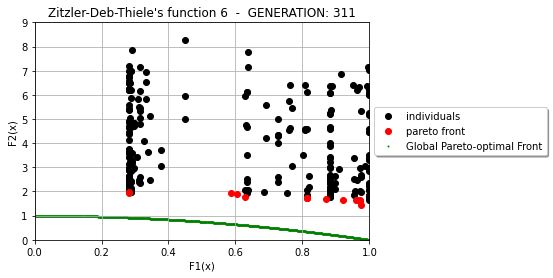 Zitzler-Deb-Thiele's function 6 - GENERATION: 311
9
8
7
6
5
4
3
2
1
0
F2(x)
0.0 0.2 0.4 0.6 0.8 1.0
F1(x)
individuals
pareto front
Global Pareto-optimal Front